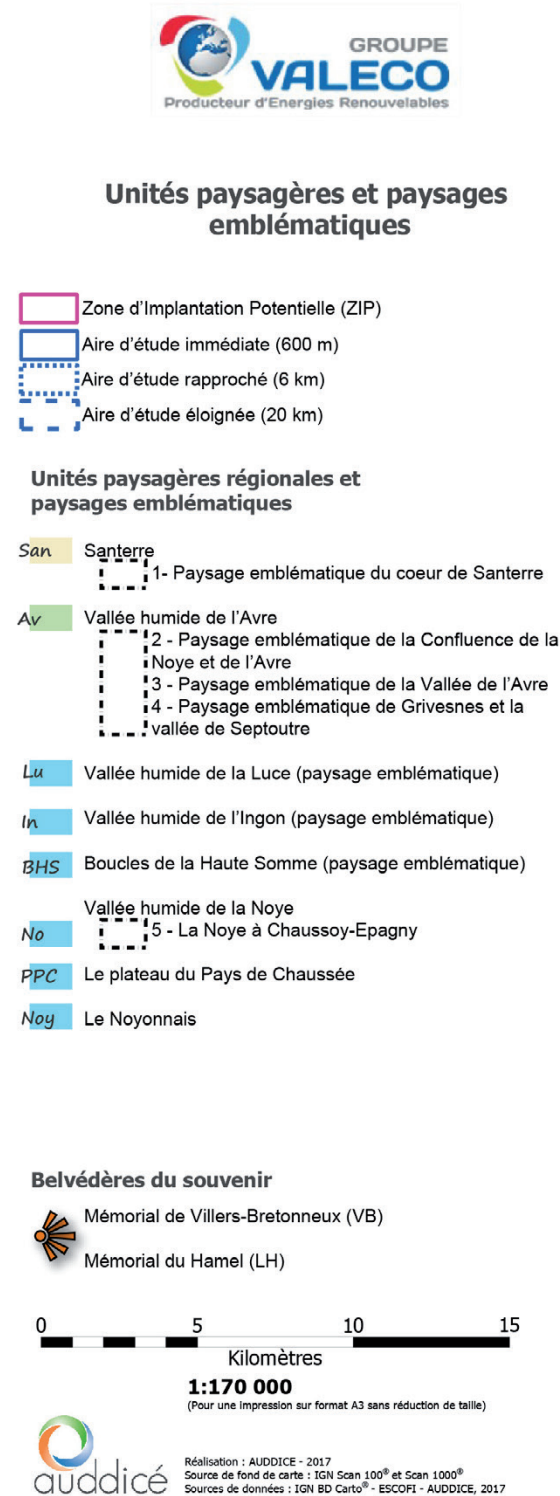 GROUPE
VALECO
Producteur d'Energies Renouvelables
Unités paysagères et paysages
emblématiques
Zone d'Implantation Potentielle (ZIP)
Aire d'étude immédiate (600 m)
Aire d'étude rapproché (6 km)
Aire d'étude éloignée (20 km)
Unités paysagères régionales et
paysages emblématiques
San Santerre
1- Paysage emblématique du coeur de Santerre
Av Vallée humide de l'Avre
2 - Paysage emblématique de la Confluence de la
Noye et de l'Avre
3 - Paysage emblématique de la Vallée de l'Avre
4 - Paysage emblématique de Grivesnes et la
vallée de Septoutre
Lu Vallée humide de la Luce (paysage emblématique)
In Vallée humide de l'Ingon (paysage emblématique)
BHS Boucles de la Haute Somme (paysage emblématique)
Vallée humide de la Noye
No 5 - La Noye à Chaussoy-Epagny
PPC Le plateau du Pays de Chaussée
Noy Le Noyonnais
Belvédères du souvenir
Mémorial de Villers-Bretonneux (VB)
Mémorial du Hamel (LH)
0 5 10 15
Kilomètres
1:170 000
(Pour une impression sur format A3 sans réduction de taille)
auddicé
Réalisation : AUDDICE - 2017
Source de fond de carte : IGN Scan 100® et Scan 1000®
Sources de données : IGN BD Carto® - ESCOFI - AUDDICE, 2017